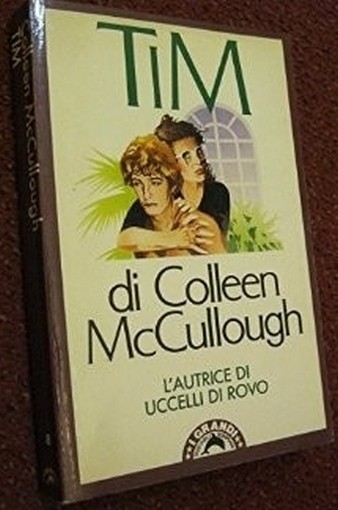 TiM
di Colleen
McCullough
L'AUTRICE DI
UCCELLI DI ROVO
I GRANDI
Colleen McCullough
TIM